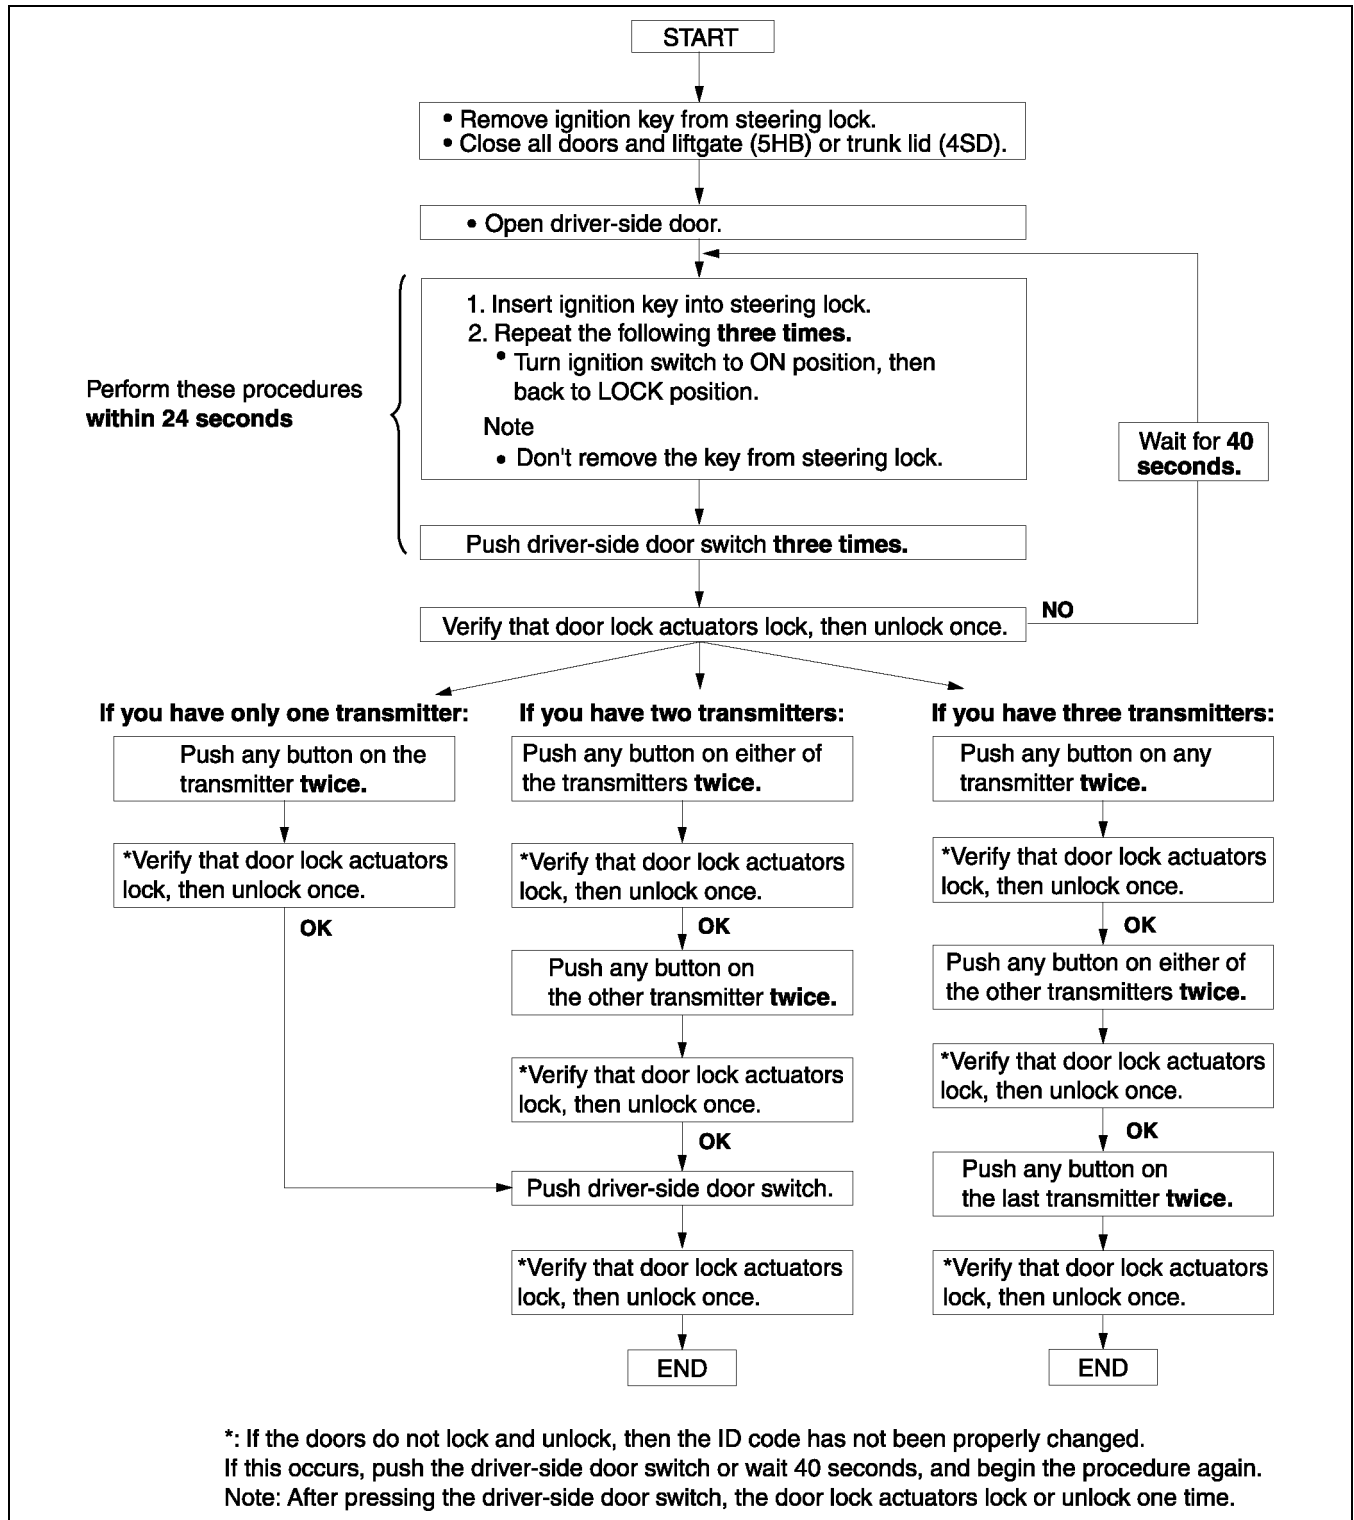 START
• Remove ignition key from steering lock.
• Close all doors and liftgate (5HB) or trunk lid (4SD).
• Open driver-side door.
Perform these procedures
within 24 seconds
1. Insert ignition key into steering lock.
2. Repeat the following three times.
• Turn ignition switch to ON position, then
back to LOCK position.
Note
• Don't remove the key from steering lock.
Wait for 40
seconds.
Push driver-side door switch three times.
Verify that door lock actuators lock, then unlock once.
NO
If you have only one transmitter:
Push any button on the
transmitter twice.
*Verify that door lock actuators
lock, then unlock once.
OK
If you have two transmitters:
Push any button on either of
the transmitters twice.
*Verify that door lock actuators
lock, then unlock once.
OK
Push any button on
the other transmitter twice.
*Verify that door lock actuators
lock, then unlock once.
OK
Push driver-side door switch.
*Verify that door lock actuators
lock, then unlock once.
END
If you have three transmitters:
Push any button on any
transmitter twice.
*Verify that door lock actuators
lock, then unlock once.
OK
Push any button on either of
the other transmitters twice.
*Verify that door lock actuators
lock, then unlock once.
OK
Push any button on
the last transmitter twice.
*Verify that door lock actuators
lock, then unlock once.
END
*: If the doors do not lock and unlock, then the ID code has not been properly changed.
If this occurs, push the driver-side door switch or wait 40 seconds, and begin the procedure again.
Note: After pressing the driver-side door switch, the door lock actuators lock or unlock one time.